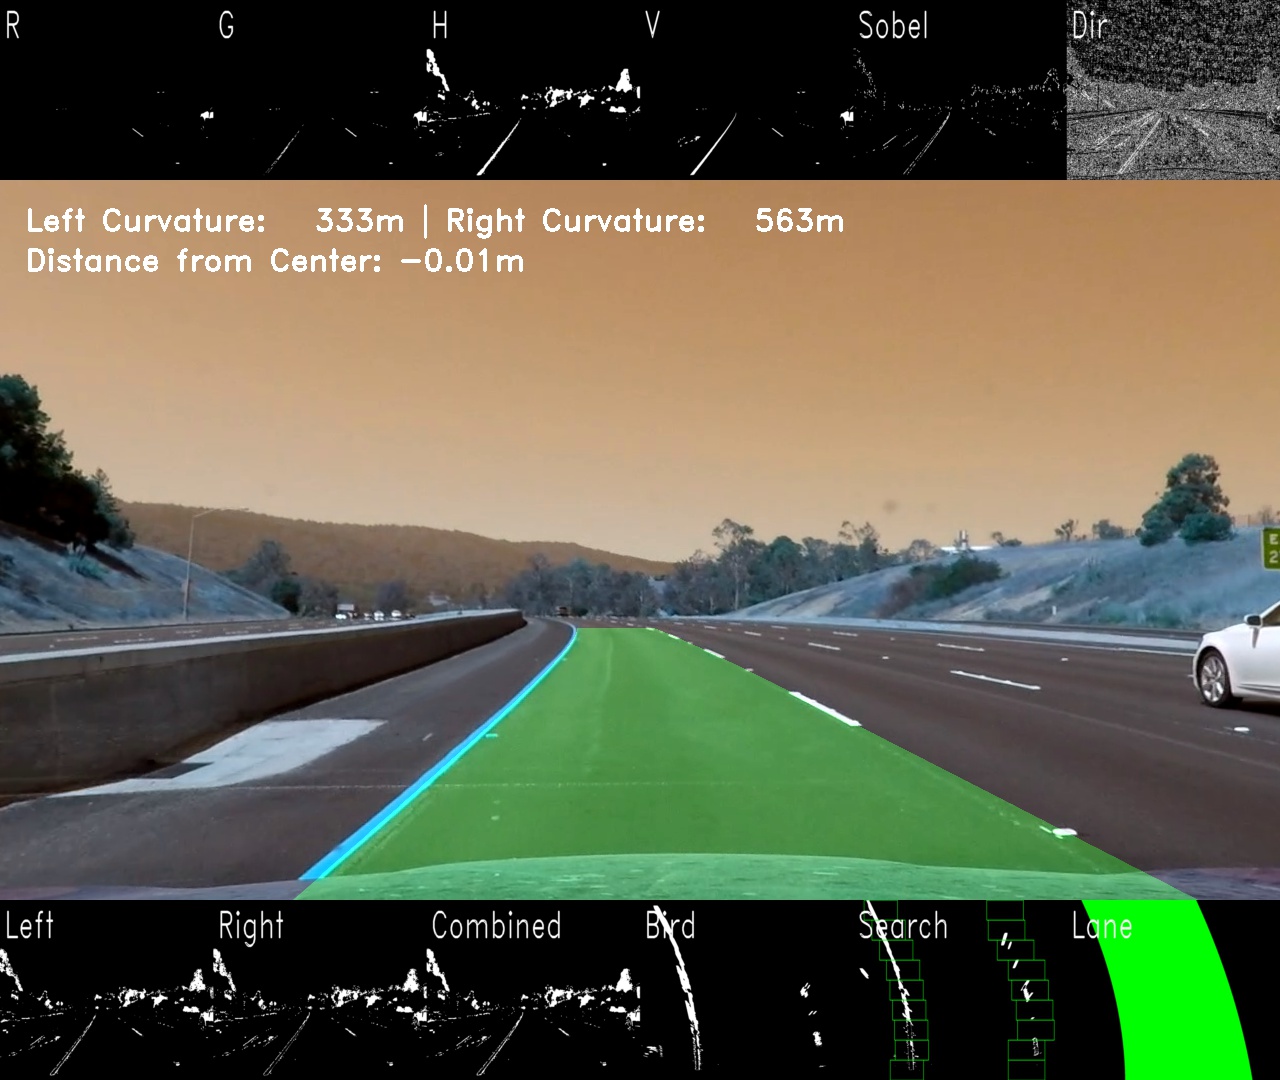 R G H V Sobel Dir
Left Curvature: 333m | Right Curvature: 563m
Distance from Center: -0.01m
E
2
Left Right Combined Bird Search Lane